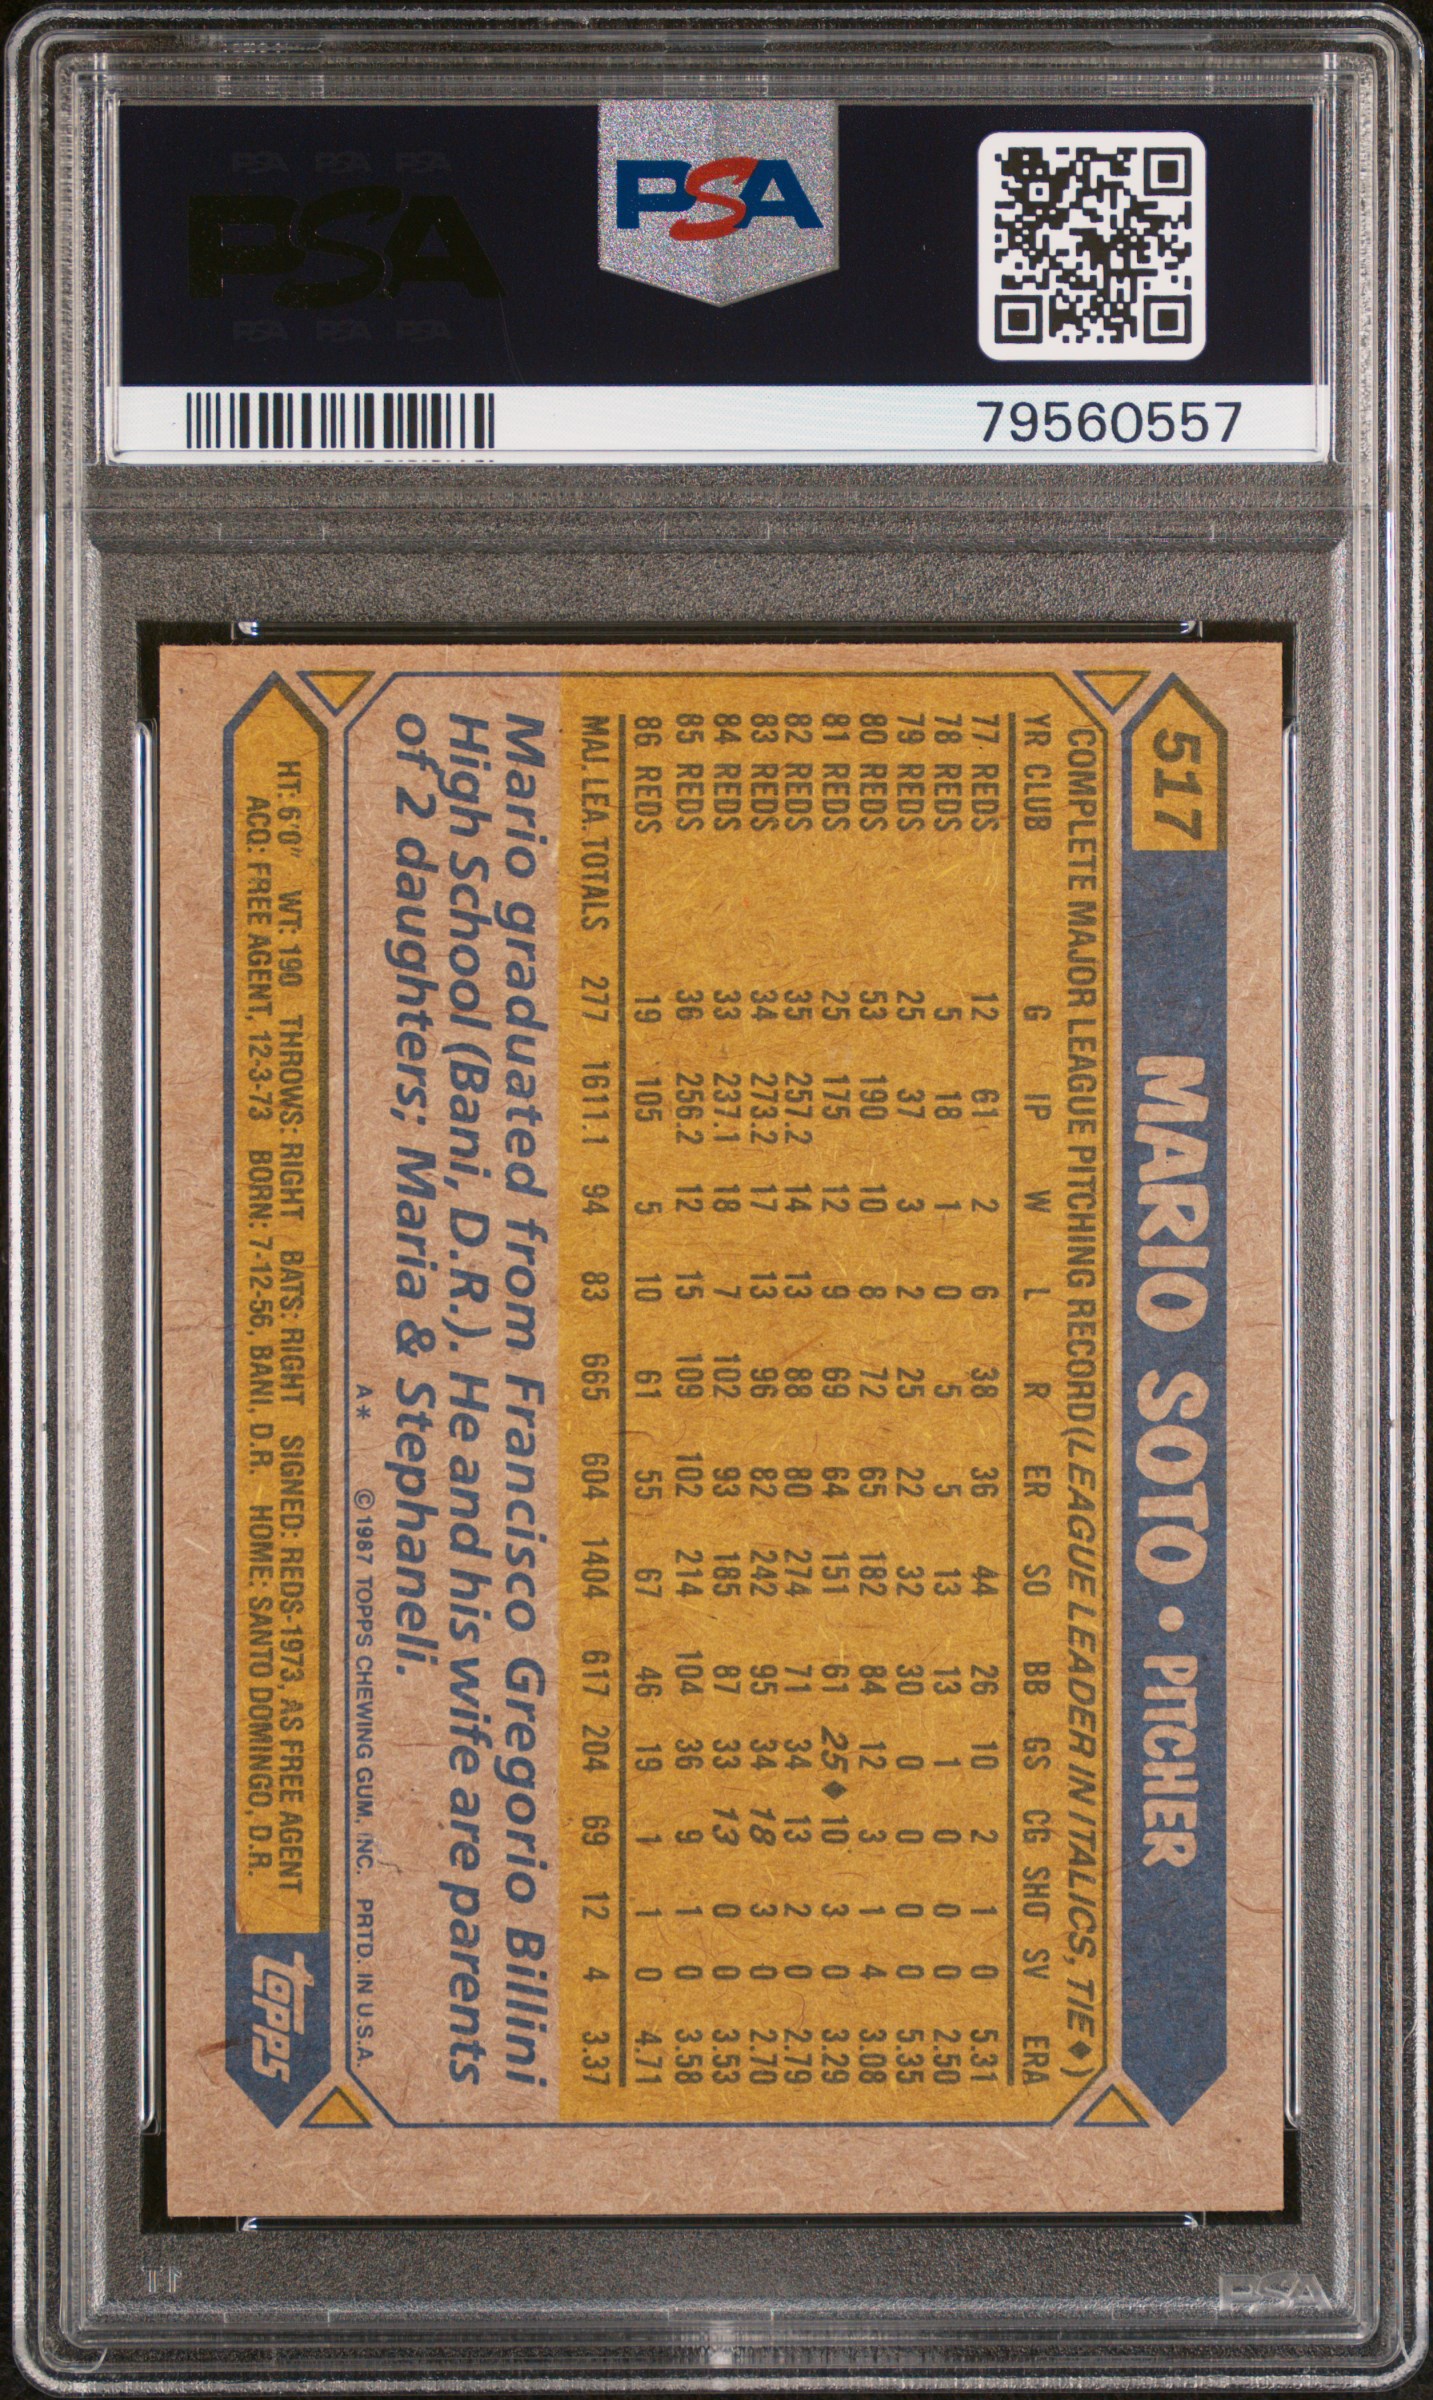 PSA PSA PSA
PSA
PSA PSA PSA
PSA
79560557
517 MARIO SOTO • PITCHER
COMPLETE MAJOR LEAGUE PITCHING RECORD (LEAGUE LEADER IN ITALICS, TIE ♦)
YR CLUB G IP W L R ER SO BB GS CG SHO SV ERA
77 REDS 12 61 2 6 38 36 44 26 10 2 1 0 5.31
78 REDS 5 18 1 0 5 5 13 13 1 0 0 0 2.50
79 REDS 25 37 3 2 25 22 32 30 0 0 0 0 5.35
80 REDS 53 190 10 8 72 65 182 84 12 3 1 4 3.08
81 REDS 25 175 12 9 69 64 151 61 25♦ 10 3 0 3.29
82 REDS 35 257.2 14 13 88 80 274 71 34 13 2 0 2.79
83 REDS 34 273.2 17 13 96 82 242 95 34 18 3 0 2.70
84 REDS 33 237.1 18 7 102 93 185 87 33 13 0 0 3.53
85 REDS 36 256.2 12 15 109 102 214 104 36 9 1 0 3.58
86 REDS 19 105 5 10 61 55 67 46 19 1 1 0 4.71
MAJ. LEA. TOTALS 277 1611.1 94 83 665 604 1404 617 204 69 12 4 3.37
Mario graduated from Francisco Gregorio Billini
High School (Bani, D.R.). He and his wife are parents
of 2 daughters; Maria & Stephaneli.
A* ©1987 TOPPS CHEWING GUM, INC. PRTD. IN U.S.A.
HT: 6'0" WT: 190 THROWS: RIGHT BATS: RIGHT SIGNED: REDS-1973, AS FREE AGENT
ACQ: FREE AGENT, 12-3-73 BORN: 7-12-56, BANI, D.R. HOME: SANTO DOMINGO, D.R.
topps
PSA